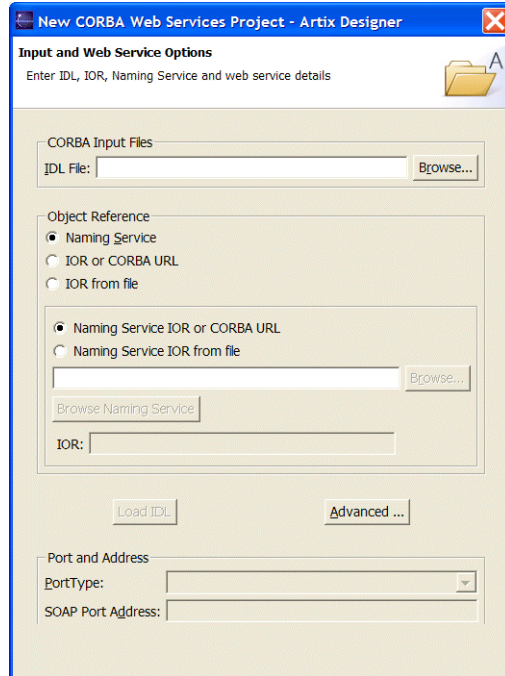 New CORBA Web Services Project - Artix Designer
Input and Web Service Options
Enter IDL, IOR, Naming Service and web service details
A
CORBA Input Files
IDL File: Browse...
Object Reference
Naming Service
IOR or CORBA URL
IOR from file
Naming Service IOR or CORBA URL
Naming Service IOR from file
Browse...
Browse Naming Service
IOR:
Load IDL Advanced ...
Port and Address
PortType:
SOAP Port Address: